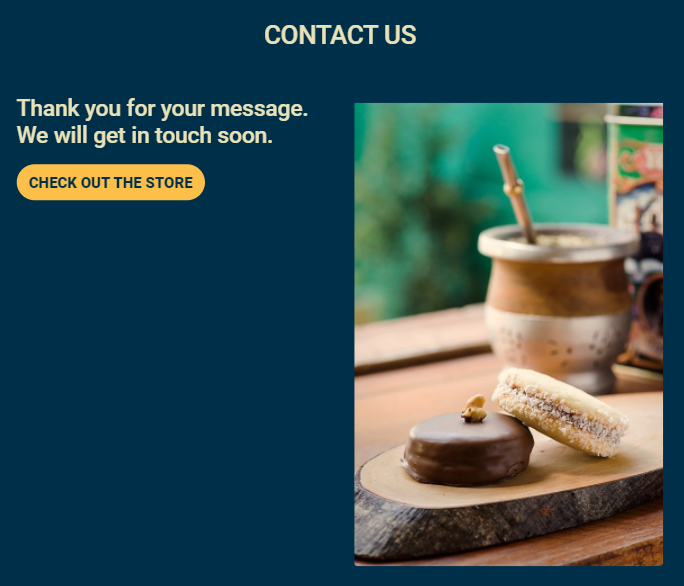 CONTACT US
Thank you for your message.
We will get in touch soon.
CHECK OUT THE STORE